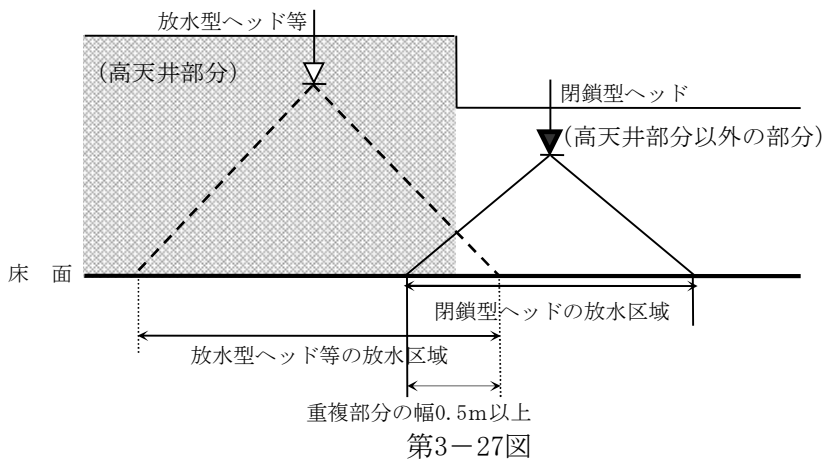 放水型ヘッド等
(高天井部分)
閉鎖型ヘッド
(高天井部分以外の部分)
床　面
閉鎖型ヘッドの放水区域
放水型ヘッド等の放水区域
重複部分の幅0.5m以上
第3－27図